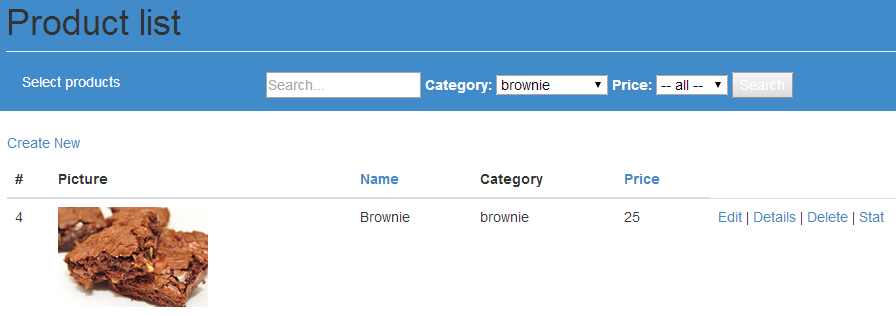 Product list
Select products Search... Category: brownie Price: -- all -- Search
Create New
# Picture Name Category Price
4 Brownie brownie 25 Edit | Details | Delete | Stat